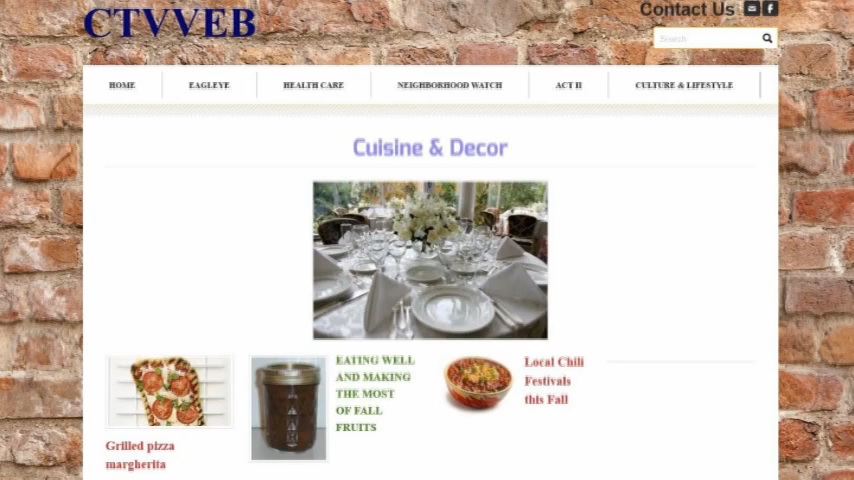 CTVVEB
Contact Us
Search
HOME
EAGLEYE
HEALTH CARE
NEIGHBORHOOD WATCH
ACT II
CULTURE & LIFESTYLE
Cuisine & Decor
EATING WELL
AND MAKING
THE MOST
OF FALL
FRUITS
Local Chili
Festivals
this Fall
Grilled pizza
margherita